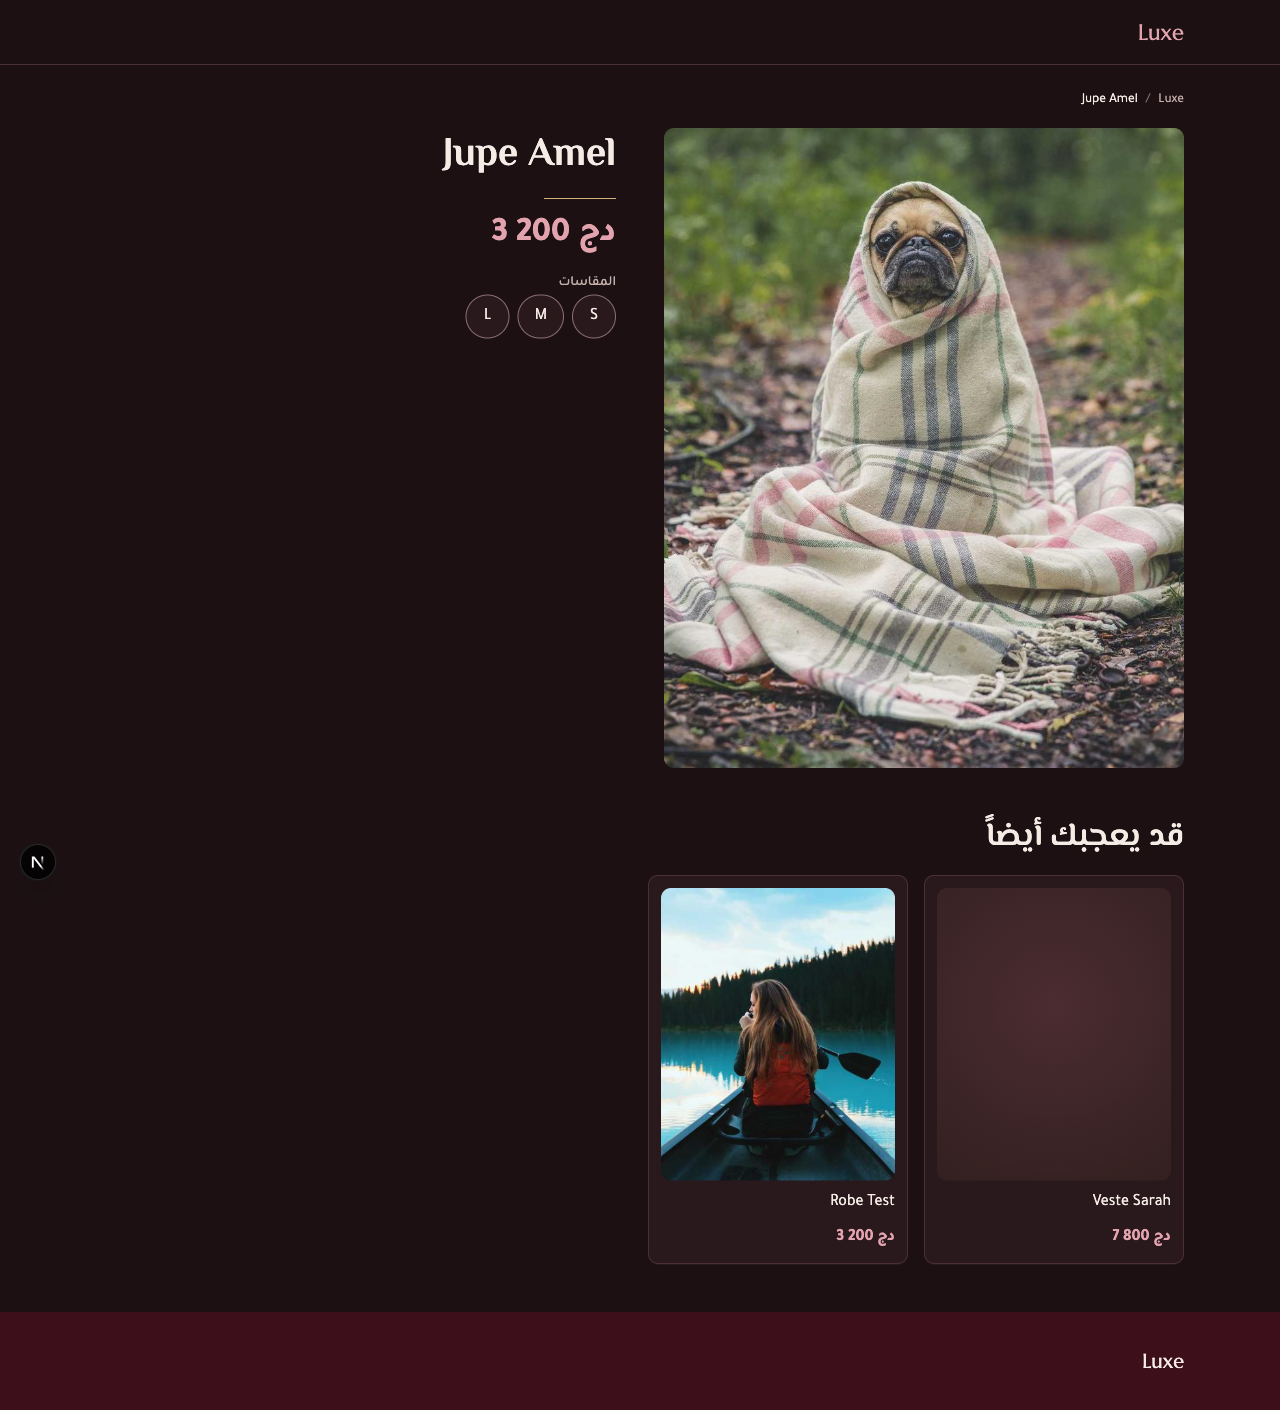 Luxe
Luxe / Jupe Amel
Jupe Amel
3 200 دج
المقاسات
S M L
قد يعجبك أيضاً
Veste Sarah
7 800 دج
Robe Test
3 200 دج
N
Luxe